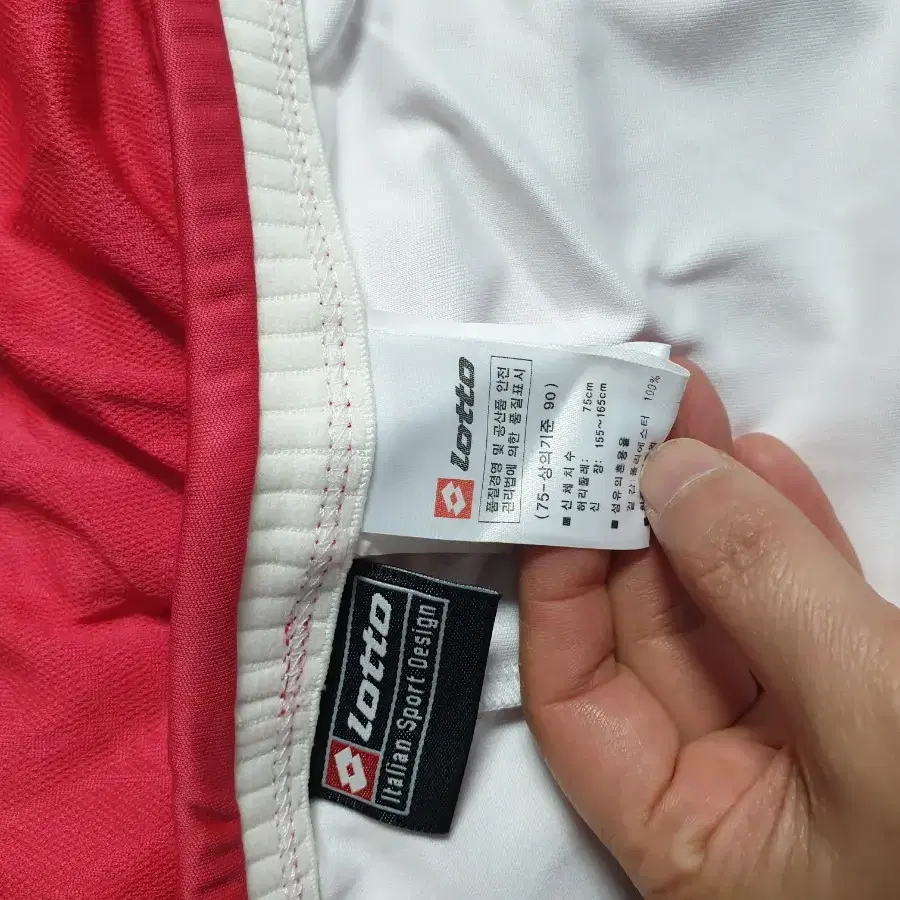 lotto
품질경영 및 공산품 안전
관리법에 의한 품질표시
(75-상의기준 90)
■ 신 체 치 수
허리둘레: 75cm
신 장: 155~165cm
■ 섬유의혼용율
겉 감: 폴리에스터 100%
lotto
Italian Sport Design